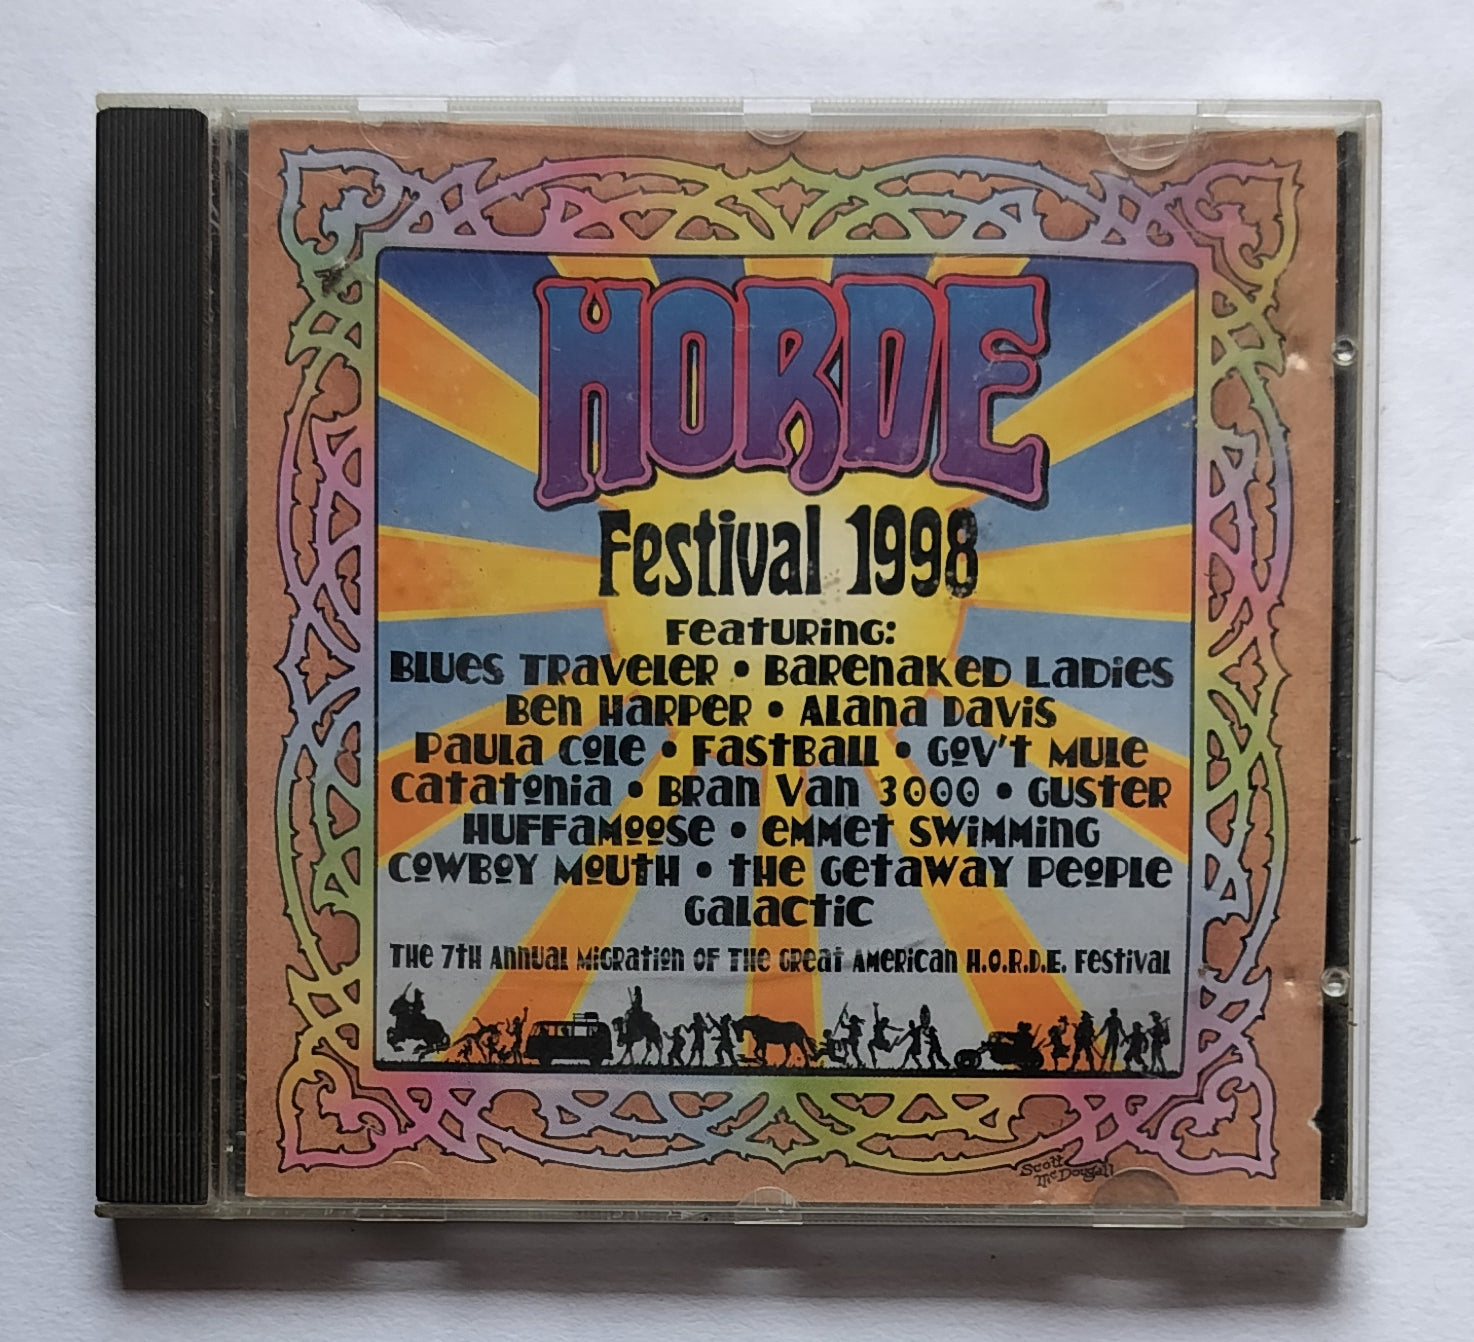 HORDE
Festival 1998
Featuring:
Blues Traveler • Barenaked Ladies
Ben Harper • Alana Davis
Paula Cole • Fastball • Gov't Mule
Catatonia • Bran Van 3000 • Guster
Huffamoose • Emmet Swimming
Cowboy Mouth • The Getaway People
Galactic
The 7th Annual Migration of the Great American H.O.R.D.E. Festival
Scott
McDougall